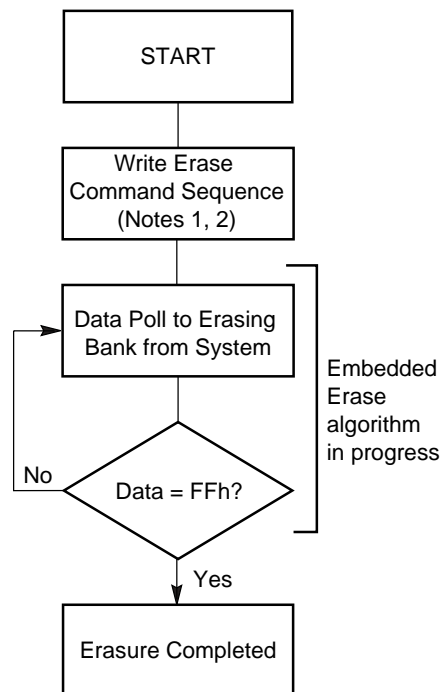 START
Write Erase
Command Sequence
(Notes 1, 2)
Data Poll to Erasing
Bank from System
Embedded
Erase
algorithm
in progress
No
Data = FFh?
Yes
Erasure Completed